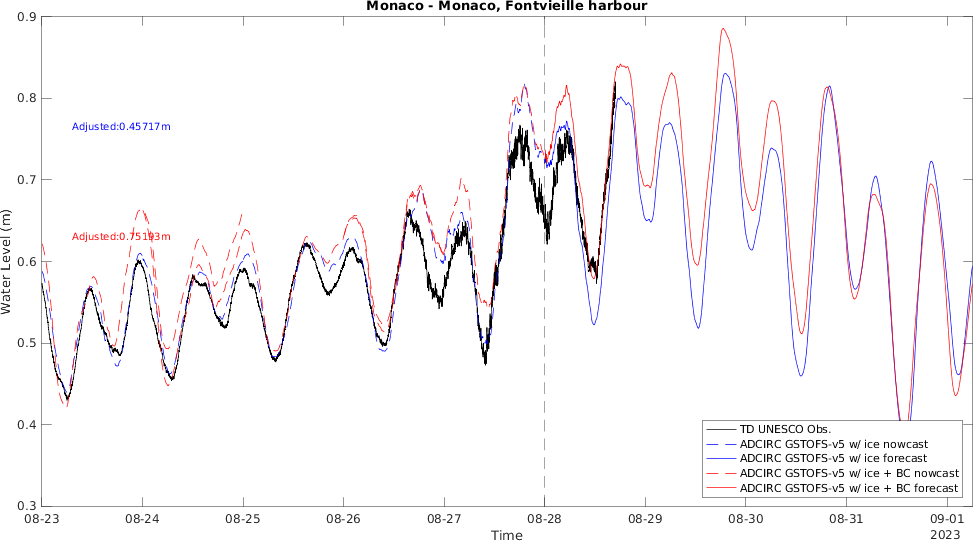 Monaco - Monaco, Fontvieille harbour
0.9
0.8
0.7
0.6
0.5
0.4
0.3
Water Level (m)
Adjusted:0.45717m
Adjusted:0.75193m
TD UNESCO Obs.
ADCIRC GSTOFS-v5 w/ ice nowcast
ADCIRC GSTOFS-v5 w/ ice forecast
ADCIRC GSTOFS-v5 w/ ice + BC nowcast
ADCIRC GSTOFS-v5 w/ ice + BC forecast
08-23 08-24 08-25 08-26 08-27 08-28 08-29 08-30 08-31 09-01
2023
Time